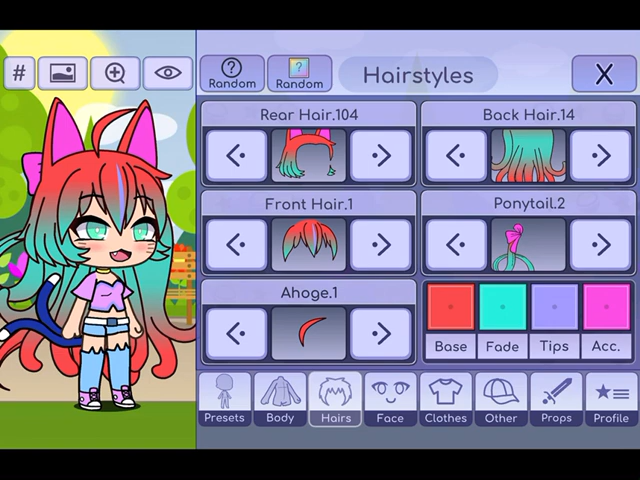 #
Random
Random
Hairstyles
X
Rear Hair.104
Back Hair.14
Front Hair.1
Ponytail.2
Ahoge.1
Base
Fade
Tips
Acc.
Presets
Body
Hairs
Face
Clothes
Other
Props
Profile